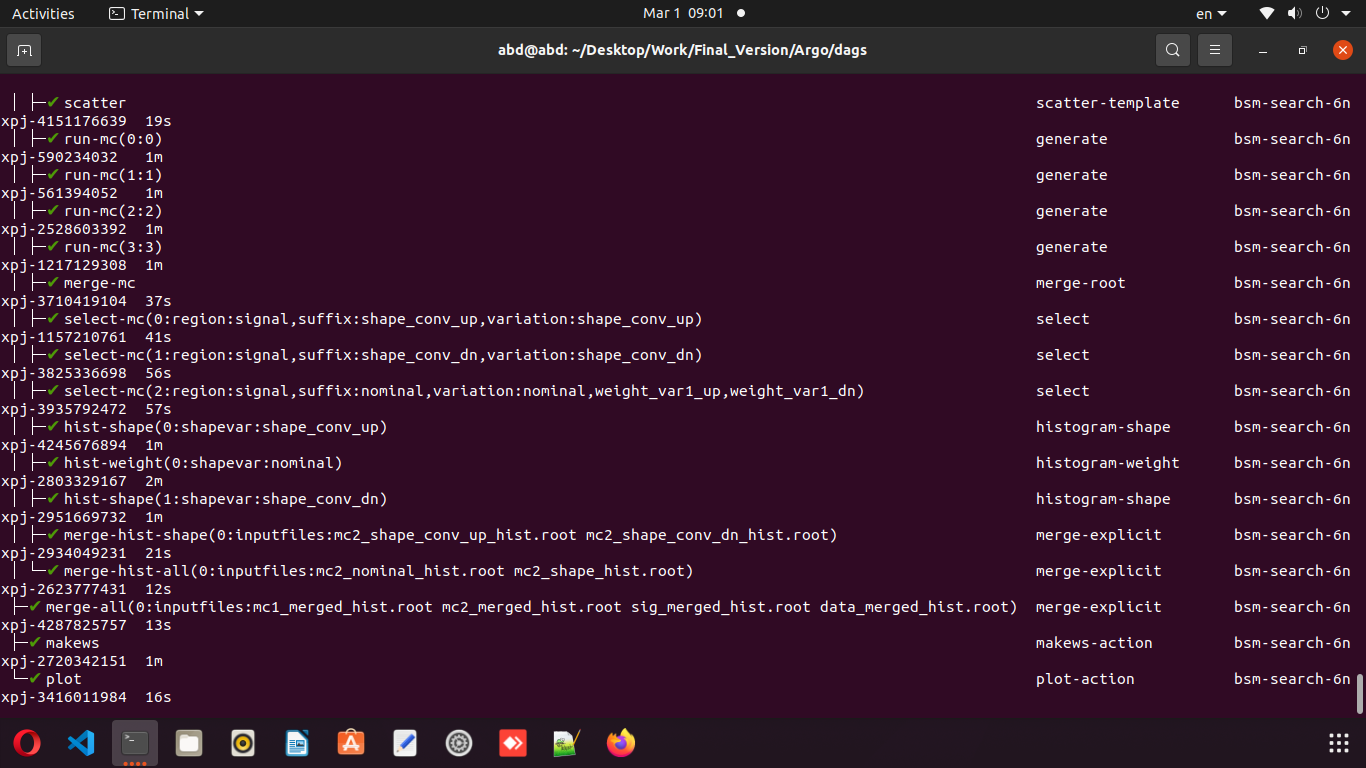 Activities Terminal Mar 1 09:01 en
abd@abd: ~/Desktop/Work/Final_Version/Argo/dags
│ ├─✔ scatter scatter-template bsm-search-6n
xpj-4151176639 19s
│ ├─✔ run-mc(0:0) generate bsm-search-6n
xpj-590234032 1m
│ ├─✔ run-mc(1:1) generate bsm-search-6n
xpj-561394052 1m
│ ├─✔ run-mc(2:2) generate bsm-search-6n
xpj-2528603392 1m
│ ├─✔ run-mc(3:3) generate bsm-search-6n
xpj-1217129308 1m
│ ├─✔ merge-mc merge-root bsm-search-6n
xpj-3710419104 37s
│ ├─✔ select-mc(0:region:signal,suffix:shape_conv_up,variation:shape_conv_up) select bsm-search-6n
xpj-1157210761 41s
│ ├─✔ select-mc(1:region:signal,suffix:shape_conv_dn,variation:shape_conv_dn) select bsm-search-6n
xpj-3825336698 56s
│ ├─✔ select-mc(2:region:signal,suffix:nominal,variation:nominal,weight_var1_up,weight_var1_dn) select bsm-search-6n
xpj-3935792472 57s
│ ├─✔ hist-shape(0:shapevar:shape_conv_up) histogram-shape bsm-search-6n
xpj-4245676894 1m
│ ├─✔ hist-weight(0:shapevar:nominal) histogram-weight bsm-search-6n
xpj-2803329167 2m
│ ├─✔ hist-shape(1:shapevar:shape_conv_dn) histogram-shape bsm-search-6n
xpj-2951669732 1m
│ ├─✔ merge-hist-shape(0:inputfiles:mc2_shape_conv_up_hist.root mc2_shape_conv_dn_hist.root) merge-explicit bsm-search-6n
xpj-2934049231 21s
│ └─✔ merge-hist-all(0:inputfiles:mc2_nominal_hist.root mc2_shape_hist.root) merge-explicit bsm-search-6n
xpj-2623777431 12s
├─✔ merge-all(0:inputfiles:mc1_merged_hist.root mc2_merged_hist.root sig_merged_hist.root data_merged_hist.root) merge-explicit bsm-search-6n
xpj-4287825757 13s
├─✔ makews makews-action bsm-search-6n
xpj-2720342151 1m
└─✔ plot plot-action bsm-search-6n
xpj-3416011984 16s